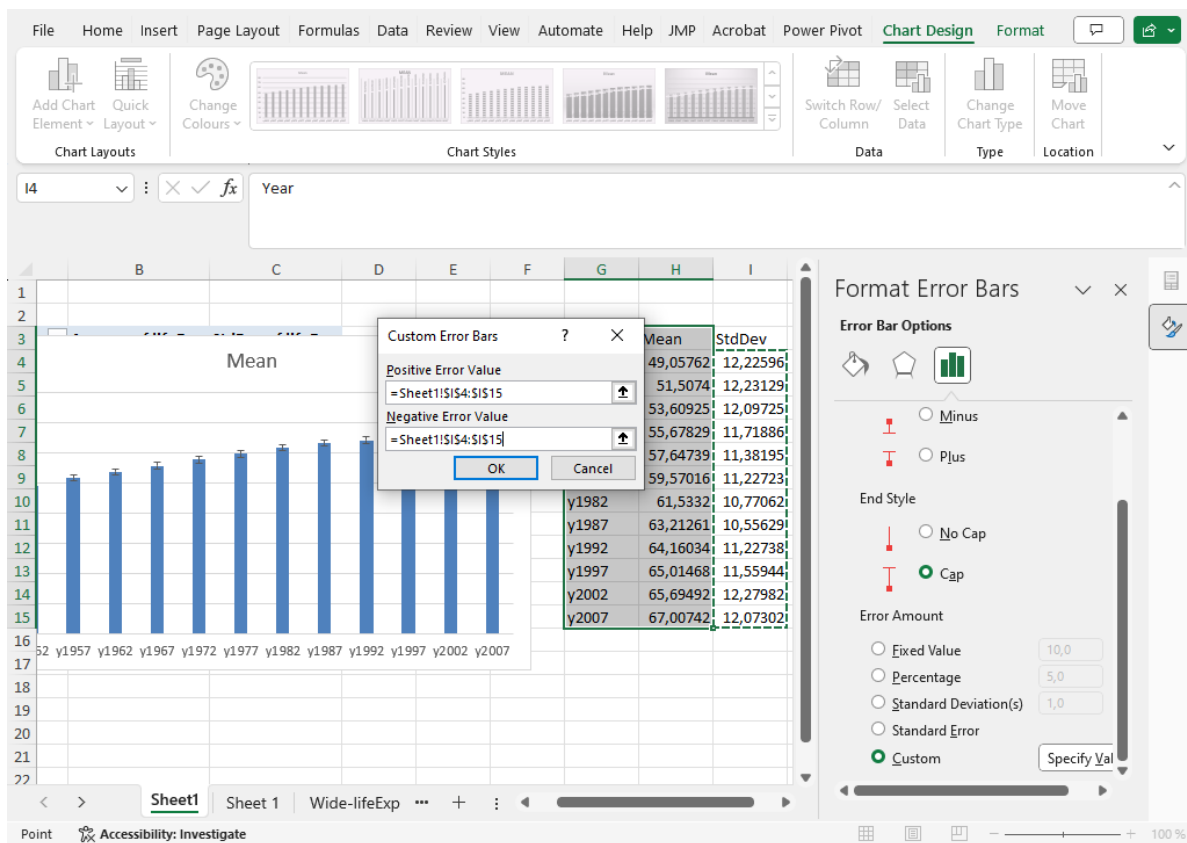 File Home Insert Page Layout Formulas Data Review View Automate Help JMP Acrobat Power Pivot Chart Design Format
Add Chart Element
Quick Layout
Change Colours
Switch Row/ Column
Select Data
Change Chart Type
Move Chart
Chart Layouts
Chart Styles
Data
Type
Location
I4
fx
Year
B C D E F G H I
1
2
3
4
5
6
7
8
9
10
11
12
13
14
15
16
17
18
19
20
21
22
Mean StdDev
49,05762 12,22596
51,5074 12,23129
53,60925 12,09725
55,67829 11,71886
57,64739 11,38195
59,57016 11,22723
y1982 61,5332 10,77062
y1987 63,21261 10,55629
y1992 64,16034 11,22738
y1997 65,01468 11,55944
y2002 65,69492 12,27982
y2007 67,00742 12,07302
Mean
52 y1957 y1962 y1967 y1972 y1977 y1982 y1987 y1992 y1997 y2002 y2007
Custom Error Bars ?
Positive Error Value
=Sheet1!$I$4:$I$15
Negative Error Value
=Sheet1!$I$4:$I$15
OK Cancel
Format Error Bars
Error Bar Options
Minus
Plus
End Style
No Cap
Cap
Error Amount
Fixed Value 10,0
Percentage 5,0
Standard Deviation(s) 1,0
Standard Error
Custom Specify Val
Sheet1 Sheet 1 Wide-lifeExp
Point Accessibility: Investigate 100 %